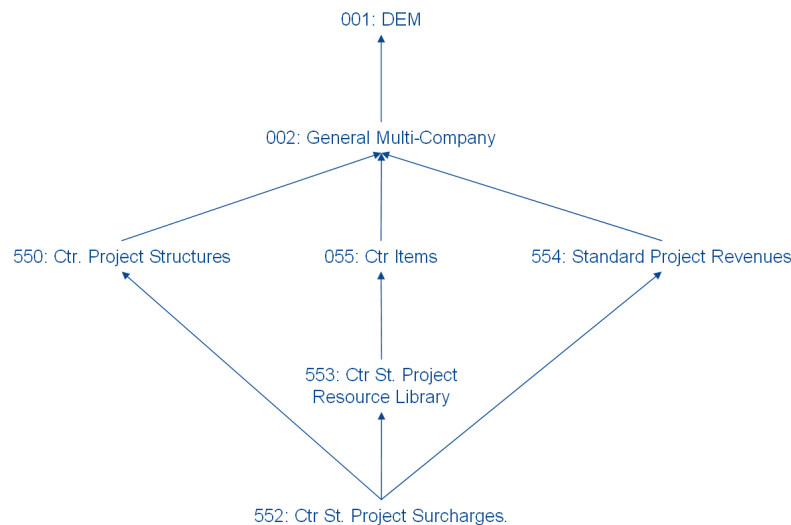 001: DEM
002: General Multi-Company
550: Ctr. Project Structures
055: Ctr Items
554: Standard Project Revenues
553: Ctr St. Project
Resource Library
552: Ctr St. Project Surcharges.